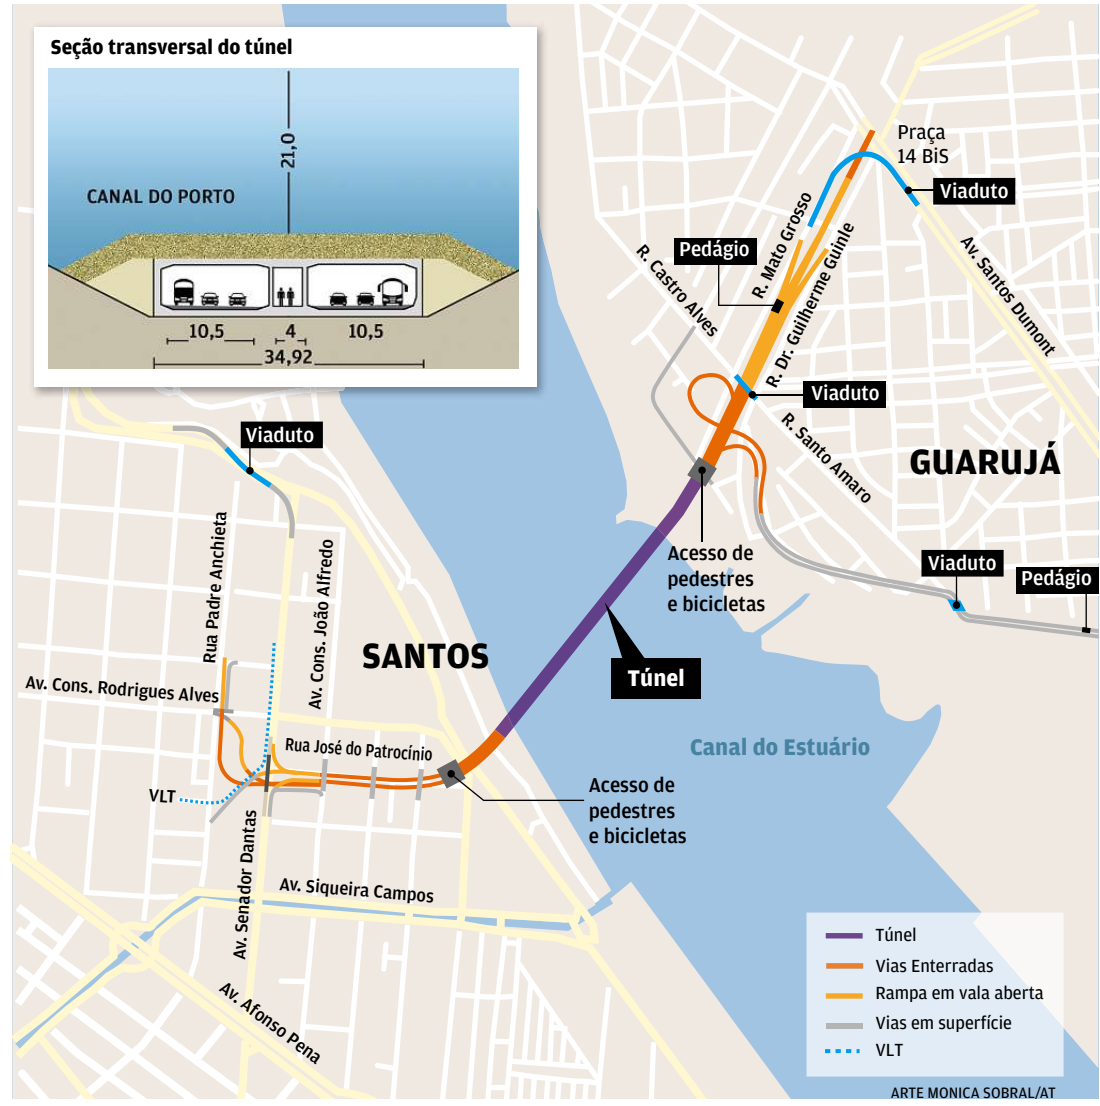 Seção transversal do túnel
21,0
CANAL DO PORTO
10,5
4
10,5
34,92
Praça
14 BiS
Viaduto
Pedágio
R. Mato Grosso
R. Castro Alves
R. Dr. Guilherme Guinle
Av. Santos Dumont
Viaduto
R. Santo Amaro
GUARUJÁ
Viaduto
Rua Padre Anchieta
Av. Cons. João Alfredo
Acesso de
pedestres
e bicicletas
Viaduto
Pedágio
SANTOS
Túnel
Av. Cons. Rodrigues Alves
Rua José do Patrocínio
Canal do Estuário
VLT
Acesso de
pedestres
e bicicletas
Av. Senador Dantas
Av. Siqueira Campos
Av. Afonso Pena
Túnel
Vias Enterradas
Rampa em vala aberta
Vias em superfície
VLT
ARTE MONICA SOBRAL/AT